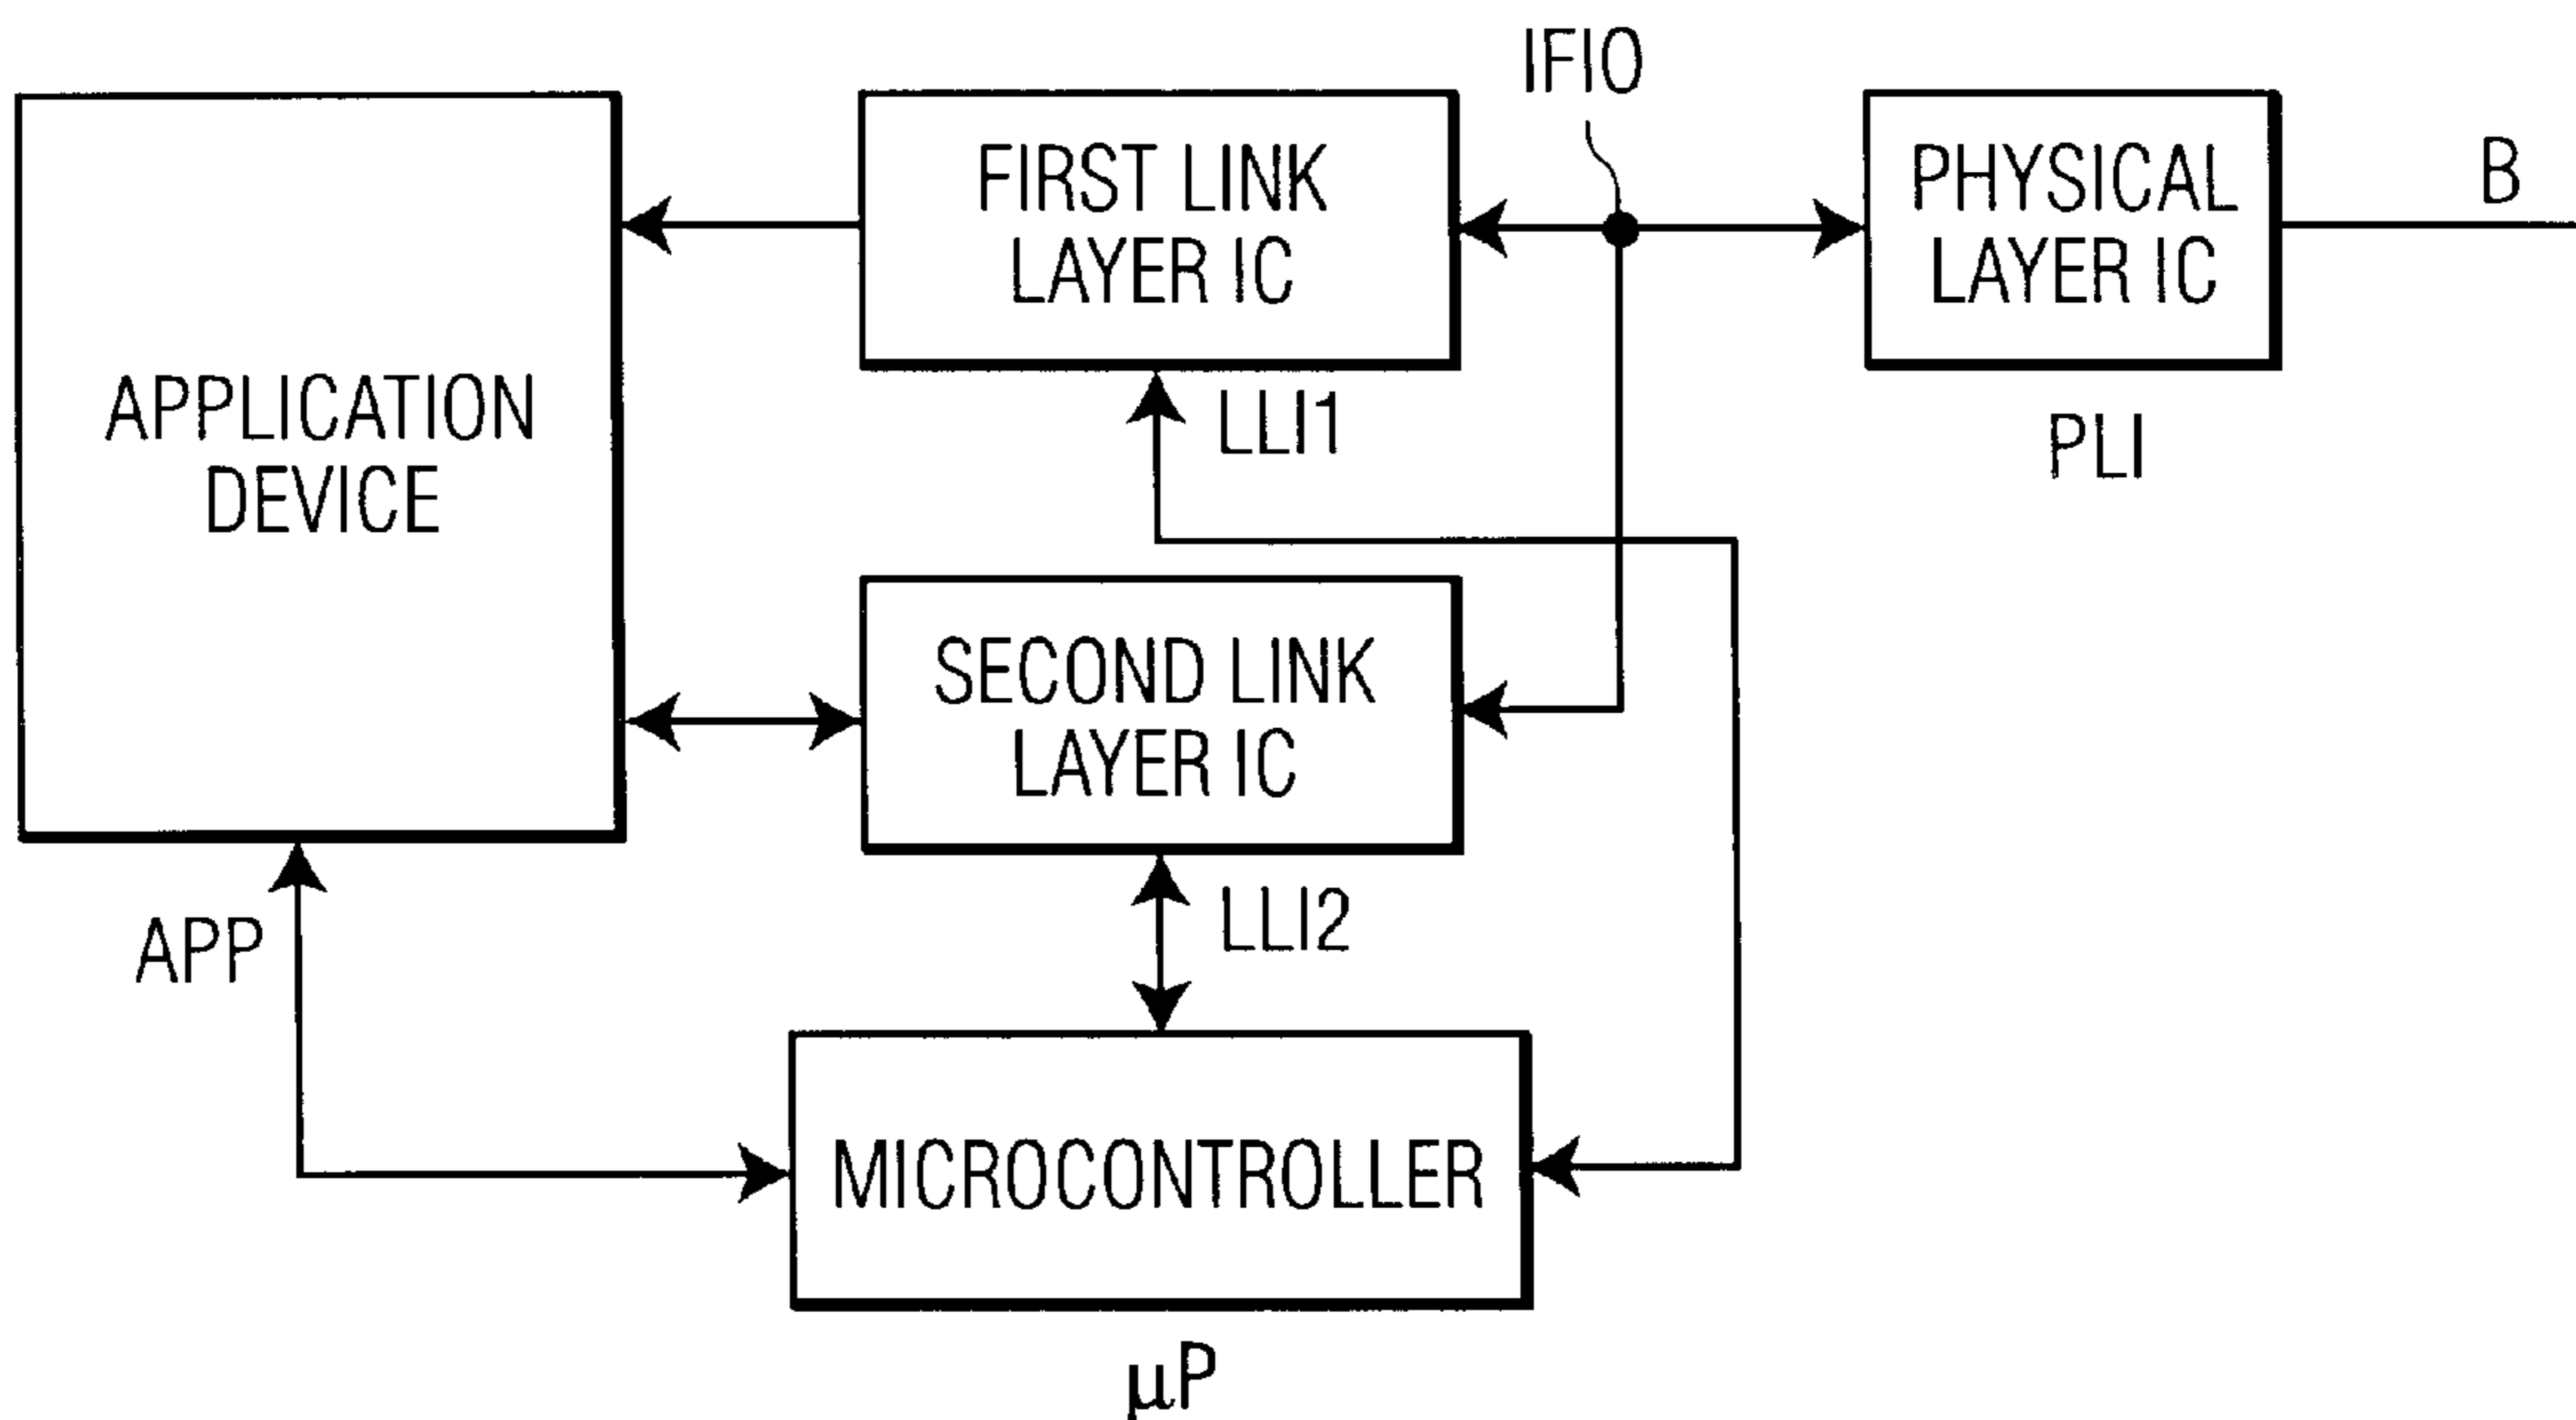 IFIO
FIRST LINK
LAYER IC
PHYSICAL
LAYER IC
B
APPLICATION
DEVICE
LLI1
PLI
SECOND LINK
LAYER IC
APP
LLI2
MICROCONTROLLER
µP